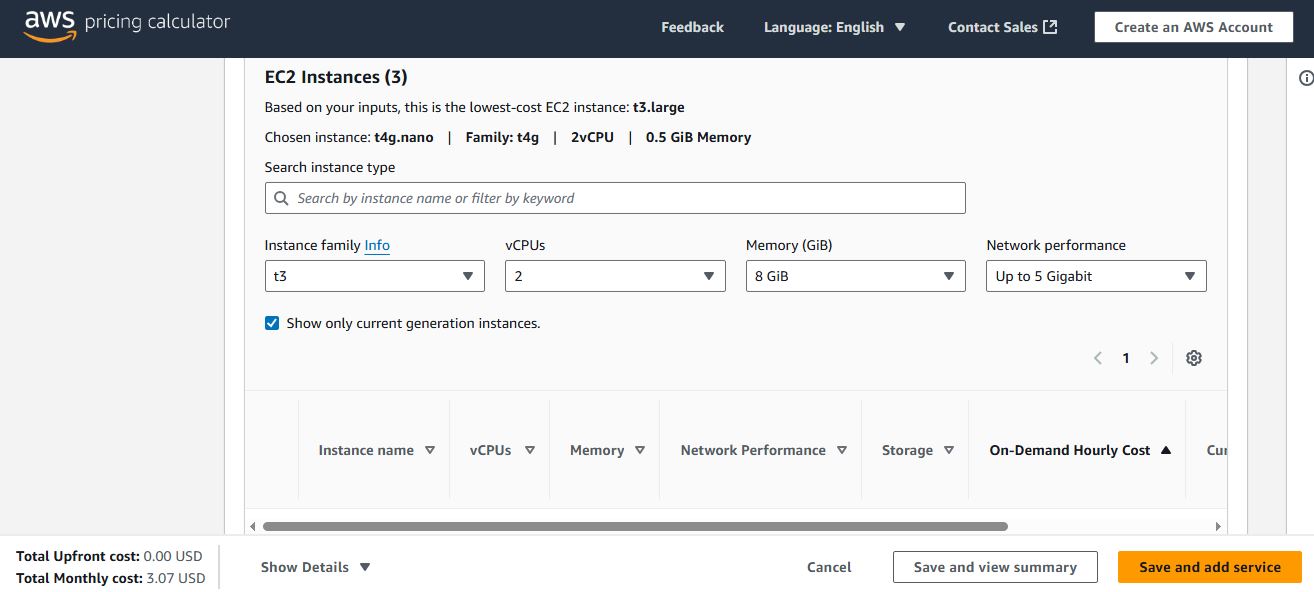 aws pricing calculator
Feedback Language: English Contact Sales Create an AWS Account
EC2 Instances (3)
Based on your inputs, this is the lowest-cost EC2 instance: t3.large
Chosen instance: t4g.nano | Family: t4g | 2vCPU | 0.5 GiB Memory
Search instance type
Search by instance name or filter by keyword
Instance family Info vCPUs Memory (GiB) Network performance
t3 2 8 GiB Up to 5 Gigabit
Show only current generation instances.
1
Instance name vCPUs Memory Network Performance Storage On-Demand Hourly Cost Cur
Total Upfront cost: 0.00 USD
Total Monthly cost: 3.07 USD
Show Details Cancel Save and view summary Save and add service